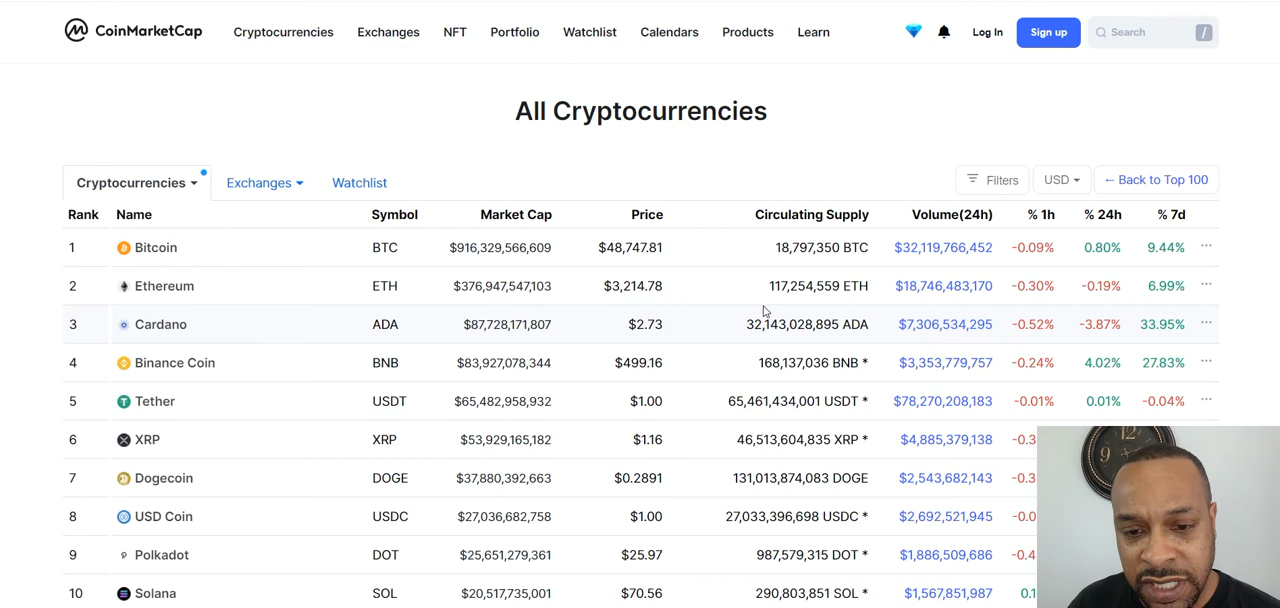 CoinMarketCap Cryptocurrencies Exchanges NFT Portfolio Watchlist Calendars Products Learn Log In Sign up Search /
All Cryptocurrencies
Cryptocurrencies Exchanges Watchlist Filters USD ← Back to Top 100
Rank Name Symbol Market Cap Price Circulating Supply Volume(24h) % 1h % 24h % 7d
1 Bitcoin BTC $916,329,566,609 $48,747.81 18,797,350 BTC $32,119,766,452 -0.09% 0.80% 9.44% ...
2 Ethereum ETH $376,947,547,103 $3,214.78 117,254,559 ETH $18,746,483,170 -0.30% -0.19% 6.99% ...
3 Cardano ADA $87,728,171,807 $2.73 32,143,028,895 ADA $7,306,534,295 -0.52% -3.87% 33.95% ...
4 Binance Coin BNB $83,927,078,344 $499.16 168,137,036 BNB * $3,353,779,757 -0.24% 4.02% 27.83% ...
5 Tether USDT $65,482,958,932 $1.00 65,461,434,001 USDT * $78,270,208,183 -0.01% 0.01% -0.04% ...
6 XRP XRP $53,929,165,182 $1.16 46,513,604,835 XRP * $4,885,379,138 -0.3
7 Dogecoin DOGE $37,880,392,663 $0.2891 131,013,874,083 DOGE $2,543,682,143 -0.3
8 USD Coin USDC $27,036,682,758 $1.00 27,033,396,698 USDC * $2,692,521,945 -0.0
9 Polkadot DOT $25,651,279,361 $25.97 987,579,315 DOT * $1,886,509,686 -0.4
10 Solana SOL $20,517,735,001 $70.56 290,803,851 SOL * $1,567,851,987 0.1
12
9